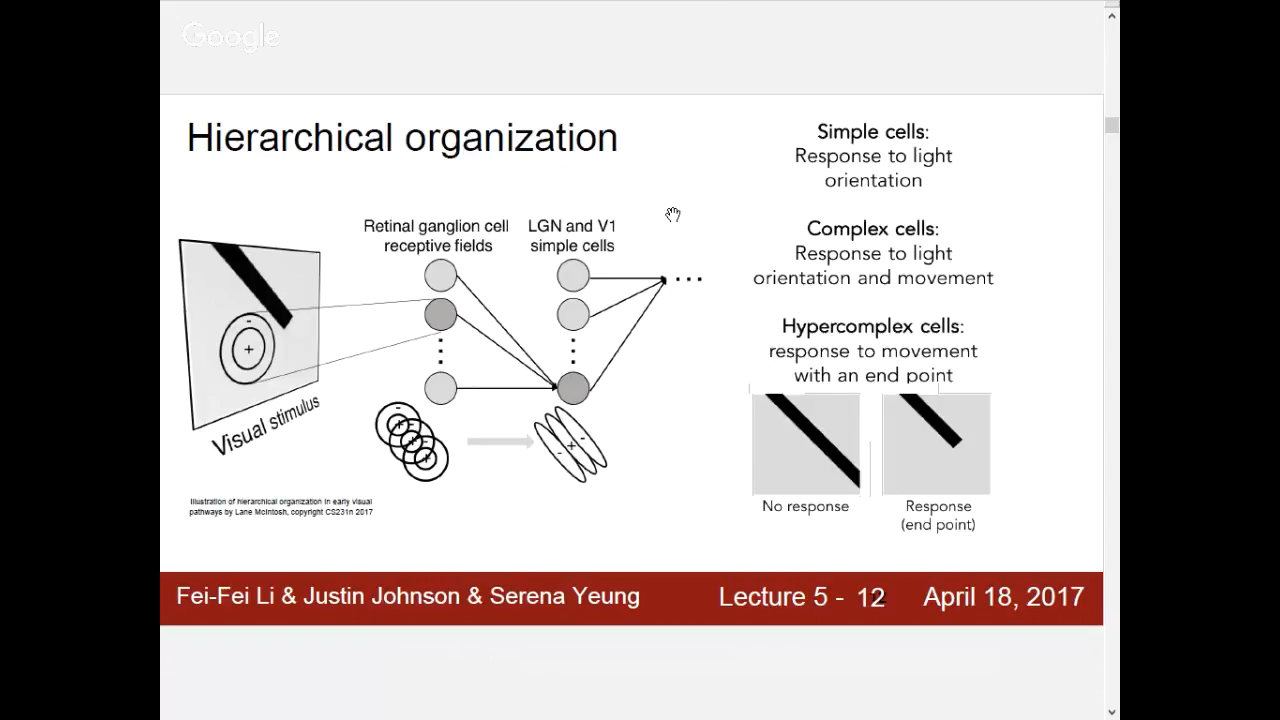 Google
Hierarchical organization
Simple cells:
Response to light
orientation
Complex cells:
Response to light
orientation and movement
Hypercomplex cells:
response to movement
with an end point
No response
Response
(end point)
Retinal ganglion cell
receptive fields
LGN and V1
simple cells
Visual stimulus
Illustration of hierarchical organization in early visual
pathways by Lane McIntosh, copyright CS231n 2017
Fei-Fei Li & Justin Johnson & Serena Yeung
Lecture 5 - 12
April 18, 2017